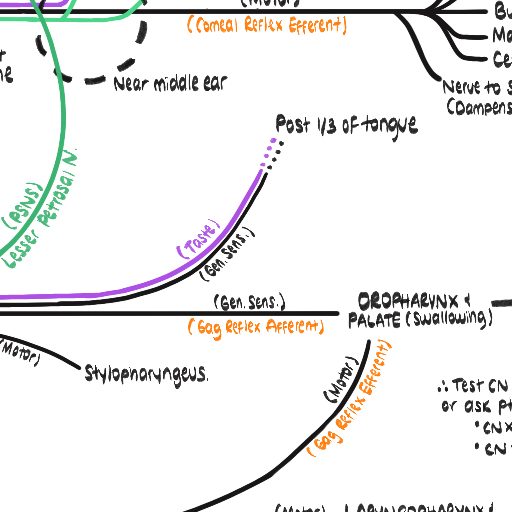 (Motor)
(Corneal Reflex Efferent)
Near middle ear
Nerve to S
(Dampens
Post 1/3 of tongue
(PSNS)
Lesser Petrosal N.
(Taste)
(Gen. Sens.)
(Gen. Sens.)
(Gag Reflex Afferent)
OROPHARYNX &
PALATE (Swallowing)
(Motor)
Stylopharyngeus.
(Motor)
(Gag Reflex Efferent)
∴ Test CN
or ask pt
• CN X
• CN
(Motor)
LARYNGOPHARYNX &